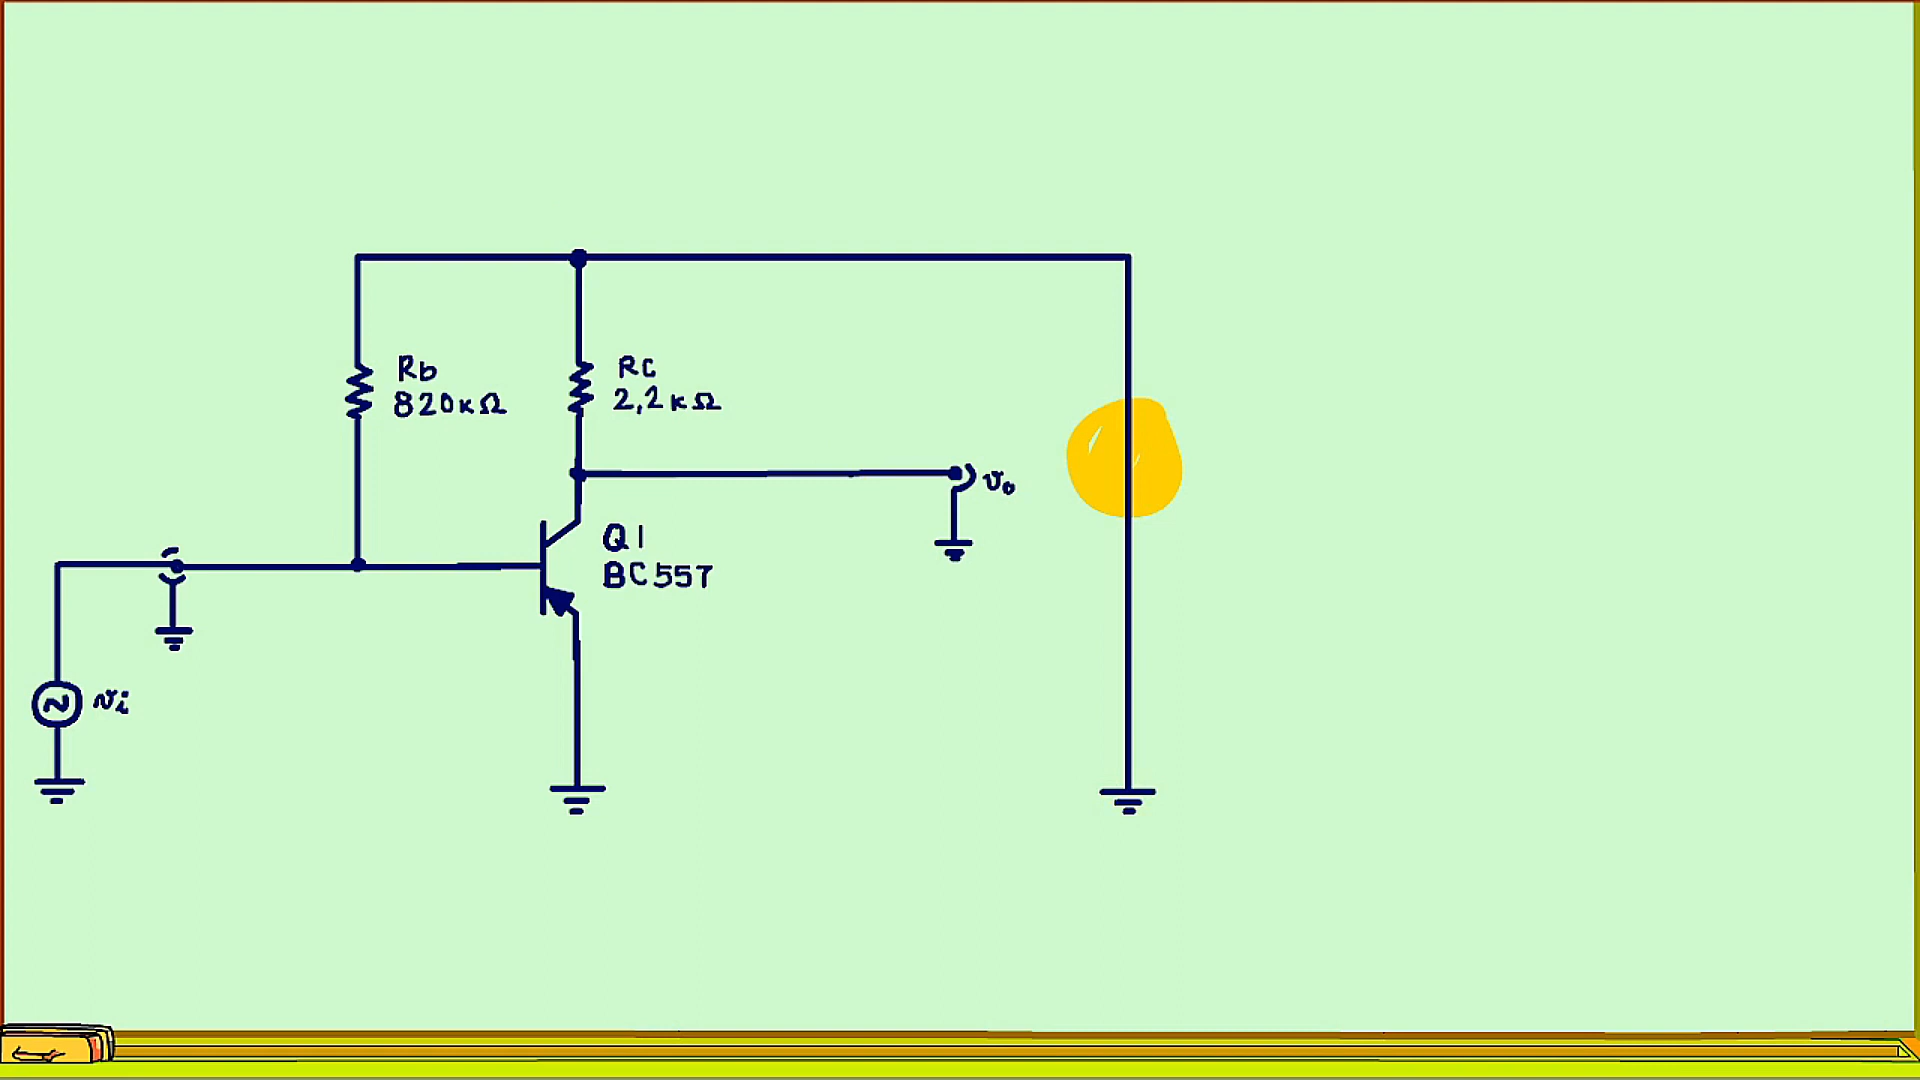 Rb
820kΩ
Rc
2,2kΩ
vo
Q1
BC557
vi